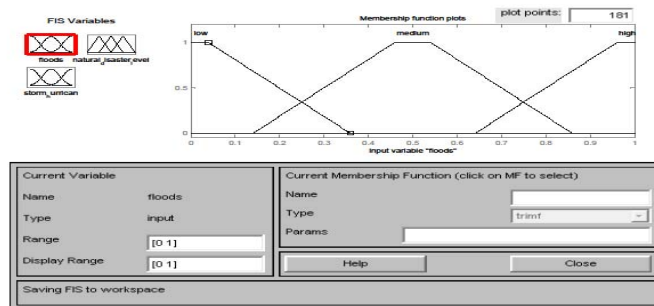 FIS Variables
Membership function plots
plot points:
181
low
medium
high
floods
natural_disaster_level
storm_hurrican
1
0.5
0
0 0.1 0.2 0.3 0.4 0.5 0.6 0.7 0.8 0.9 1
input variable "floods"
Current Variable
Name floods
Type input
Range [0 1]
Display Range [0 1]
Current Membership Function (click on MF to select)
Name
Type trimf
Params
Help
Close
Saving FIS to workspace